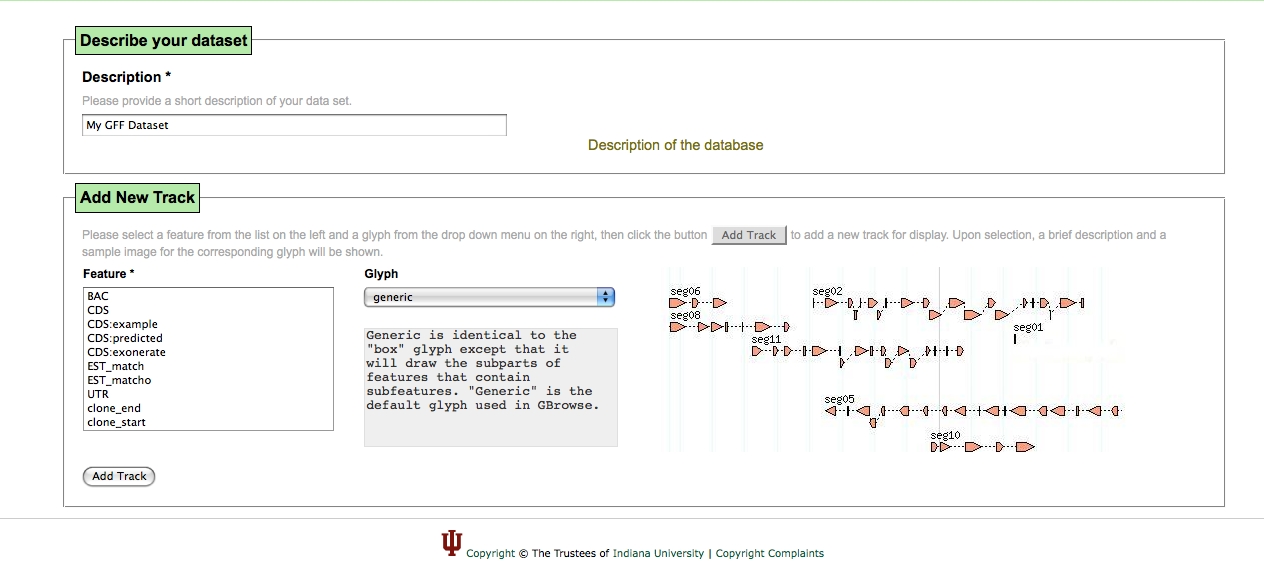 Describe your dataset
Description *
Please provide a short description of your data set.
My GFF Dataset
Description of the database
Add New Track
Please select a feature from the list on the left and a glyph from the drop down menu on the right, then click the button Add Track to add a new track for display. Upon selection, a brief description and a
sample image for the corresponding glyph will be shown.
Feature *
BAC
CDS
CDS:example
CDS:predicted
CDS:exonerate
EST_match
EST_matcho
UTR
clone_end
clone_start
Glyph
generic
Generic is identical to the
"box" glyph except that it
will draw the subparts of
features that contain
subfeatures. "Generic" is the
default glyph used in GBrowse.
seg06
seg02
seg08
seg01
seg11
seg05
seg10
Add Track
Copyright © The Trustees of Indiana University | Copyright Complaints